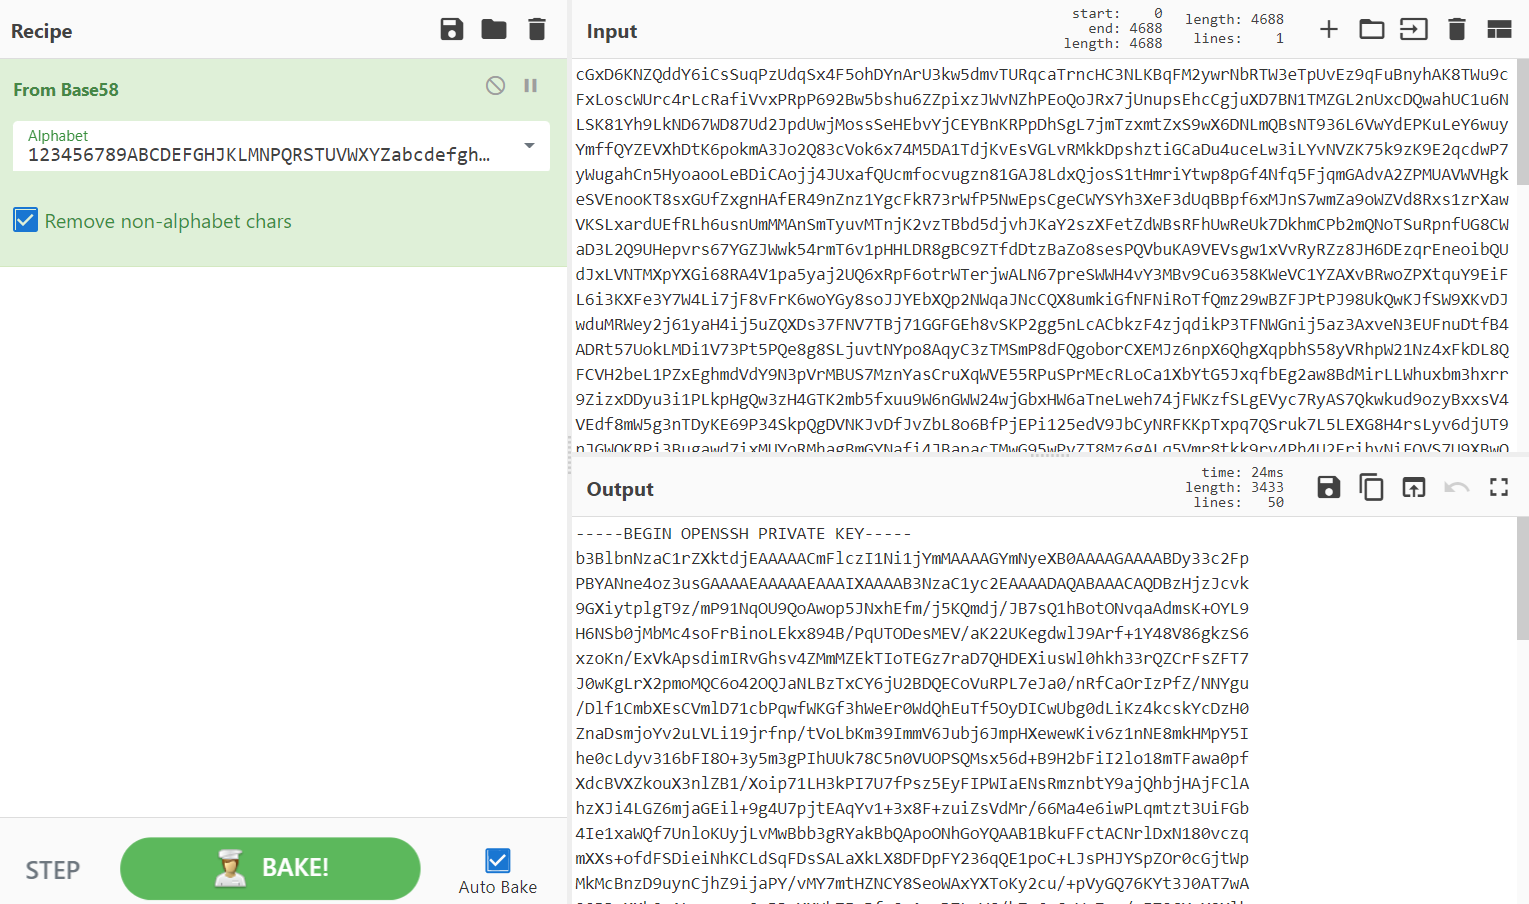 Recipe
From Base58
Alphabet
123456789ABCDEFGHJKLMNPQRSTUVWXYZabcdefgh…
Remove non-alphabet chars
STEP
BAKE!
Auto Bake
Input
start: 0
end: 4688
length: 4688
length: 4688
lines: 1
cGxD6KNZQddY6iCsSuqPzUdqSx4F5ohDYnArU3kw5dmvTURqcaTrncHC3NLKBqFM2ywrNbRTW3eTpUvEz9qFuBnyhAK8TWu9c
FxLoscWUrc4rLcRafiVvxPRpP692Bw5bshu6ZZpixzJWvNZhPEoQoJRx7jUnupsEhcCgjuXD7BN1TMZGL2nUxcDQwahUC1u6N
LSK81Yh9LkND67WD87Ud2JpdUwjMossSeHEbvYjCEYBnKRPpDhSgL7jmTzxmtZxS9wX6DNLmQBsNT936L6VwYdEPKuLeY6wuy
YmffQYZEVXhDtK6pokmA3Jo2Q83cVok6x74M5DA1TdjKvEsVGLvRMkkDpshztiGCaDu4uceLw3iLYvNVZK75k9zK9E2qcdwP7
yWugahCn5HyoaooLeBDiCAojj4JUxafQUcmfocvugzn81GAJ8LdxQjosS1tHmriYtwp8pGf4Nfq5FjqmGAdvA2ZPMUAVWVHgk
eSVEnooKT8sxGUfZxgnHAfER49nZnz1YgcFkR73rWfP5NwEpsCgeCWYSYh3XeF3dUqBBpf6xMJnS7wmZa9oWZVd8Rxs1zrXaw
VKSLxardUEfRLh6usnUmMMAnSmTyuvMTnjK2vzTBbd5djvhJKaY2szXFetZdWBsRFhUwReUk7DkhmCPb2mQNoTSuRpnfUG8CW
aD3L2Q9UHepvrs67YGZJWwk54rmT6v1pHHLDR8gBC9ZTfdDtzBaZo8sesPQVbuKA9VEVsgw1xVvRyRZz8JH6DEzqrEneoibQU
dJxLVNTMXpYXGi68RA4V1pa5yaj2UQ6xRpF6otrWTerjwALN67preSWWH4vY3MBv9Cu6358KWeVC1YZAXvBRwoZPXtquY9EiF
L6i3KXFe3Y7W4Li7jF8vFrK6woYGy8soJJYEbXQp2NWqaJNcCQX8umkiGfNFNiRoTfQmz29wBZFJPtPJ98UkQwKJfSW9XKvDJ
wduMRWey2j61yaH4ij5uZQXDs37FNV7TBj71GGFGEh8vSKP2gg5nLcACbkzF4zjqdikP3TFNWGnij5az3AxveN3EUFnuDtfB4
ADRt57UokLMDi1V73Pt5PQe8g8SLjuvtNYpo8AqyC3zTMSmP8dFQgoborCXEMJz6npX6QhgXqpbhS58yVRhpW21Nz4xFkDL8Q
FCVH2beL1PZxEghmdVdY9N3pVrMBUS7MznYasCruXqWVE55RPuSPrMEcRLoCa1XbYtG5JxqfbEg2aw8BdMirLLWhuxbm3hxrr
9ZizxDDyu3i1PLkpHgQw3zH4GTK2mb5fxuu9W6nGWW24wjGbxHW6aTneLweh74jFWKzfSLgEVyc7RyAS7Qkwkud9ozyBxxsV4
VEdf8mW5g3nTDyKE69P34SkpQgDVNKJvDfJvZbL8o6BfPjEPi125edV9JbCyNRFKKpTxpq7QSruk7L5LEXG8H4rsLyv6djUT9
Output
time: 24ms
length: 3433
lines: 50
-----BEGIN OPENSSH PRIVATE KEY-----
b3BlbnNzaC1rZXktdjEAAAAACmFlczI1Ni1jYmMAAAAGYmNyeXB0AAAAGAAAABDy33c2Fp
PBYANne4oz3usGAAAAEAAAAAEAAAIXAAAAB3NzaC1yc2EAAAADAQABAAACAQDBzHjzJcvk
9GXiytplgT9z/mP91NqOU9QoAwop5JNxhEfm/j5KQmdj/JB7sQ1hBotONvqaAdmsK+OYL9
H6NSb0jMbMc4soFrBinoLEkx894B/PqUTODesMEV/aK22UKegdwlJ9Arf+1Y48V86gkzS6
xzoKn/ExVkApsdimIRvGhsv4ZMmMZEkTIoTEGz7raD7QHDEXiusWl0hkh33rQZCrFsZFT7
J0wKgLrX2pmoMQC6o42OQJaNLBzTxCY6jU2BDQECoVuRPL7eJa0/nRfCaOrIzPfZ/NNYgu
/Dlf1CmbXEsCVmlD71cbPqwfWKGf3hWeEr0WdQhEuTf5OyDICwUbg0dLiKz4kcskYcDzH0
ZnaDsmjoYv2uLVLi19jrfnp/tVoLbKm39ImmV6Jubj6JmpHXewewKiv6z1nNE8mkHMpY5I
he0cLdyv316bFI8O+3y5m3gPIhUUk78C5n0VUOPSQMsx56d+B9H2bFiI2lo18mTFawa0pf
XdcBVXZkouX3nlZB1/Xoip71LH3kPI7U7fPsz5EyFIPWIaENsRmznbtY9ajQhbjHAjFClA
hzXJi4LGZ6mjaGEil+9g4U7pjtEAqYv1+3x8F+zuiZsVdMr/66Ma4e6iwPLqmtzt3UiFGb
4Ie1xaWQf7UnloKUyjLvMwBbb3gRYakBbQApoONhGoYQAAB1BkuFFctACNrlDxN180vczq
mXXs+ofdFSDieiNhKCLdSqFDsSALaXkLX8DFDpFY236qQE1poC+LJsPHJYSpZOr0cGjtWp
MkMcBnzD9uynCjhZ9ijaPY/vMY7mtHZNCY8SeoWAxYXToKy2cu/+pVyGQ76KYt3J0AT7wA